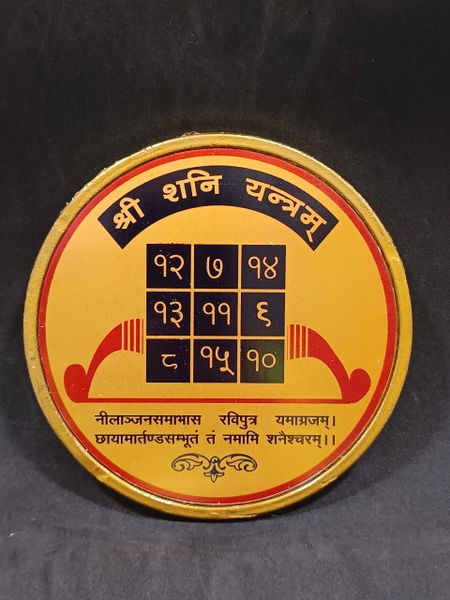 श्री शनि यन्त्रम्
१२ ७ १४
१३ ११ ६
८ १५ १०
नीलाञ्जनसमाभास रविपुत्र यमाग्रजम्।
छायामार्तण्डसम्भूतं तं नमामि शनैश्चरम्।।